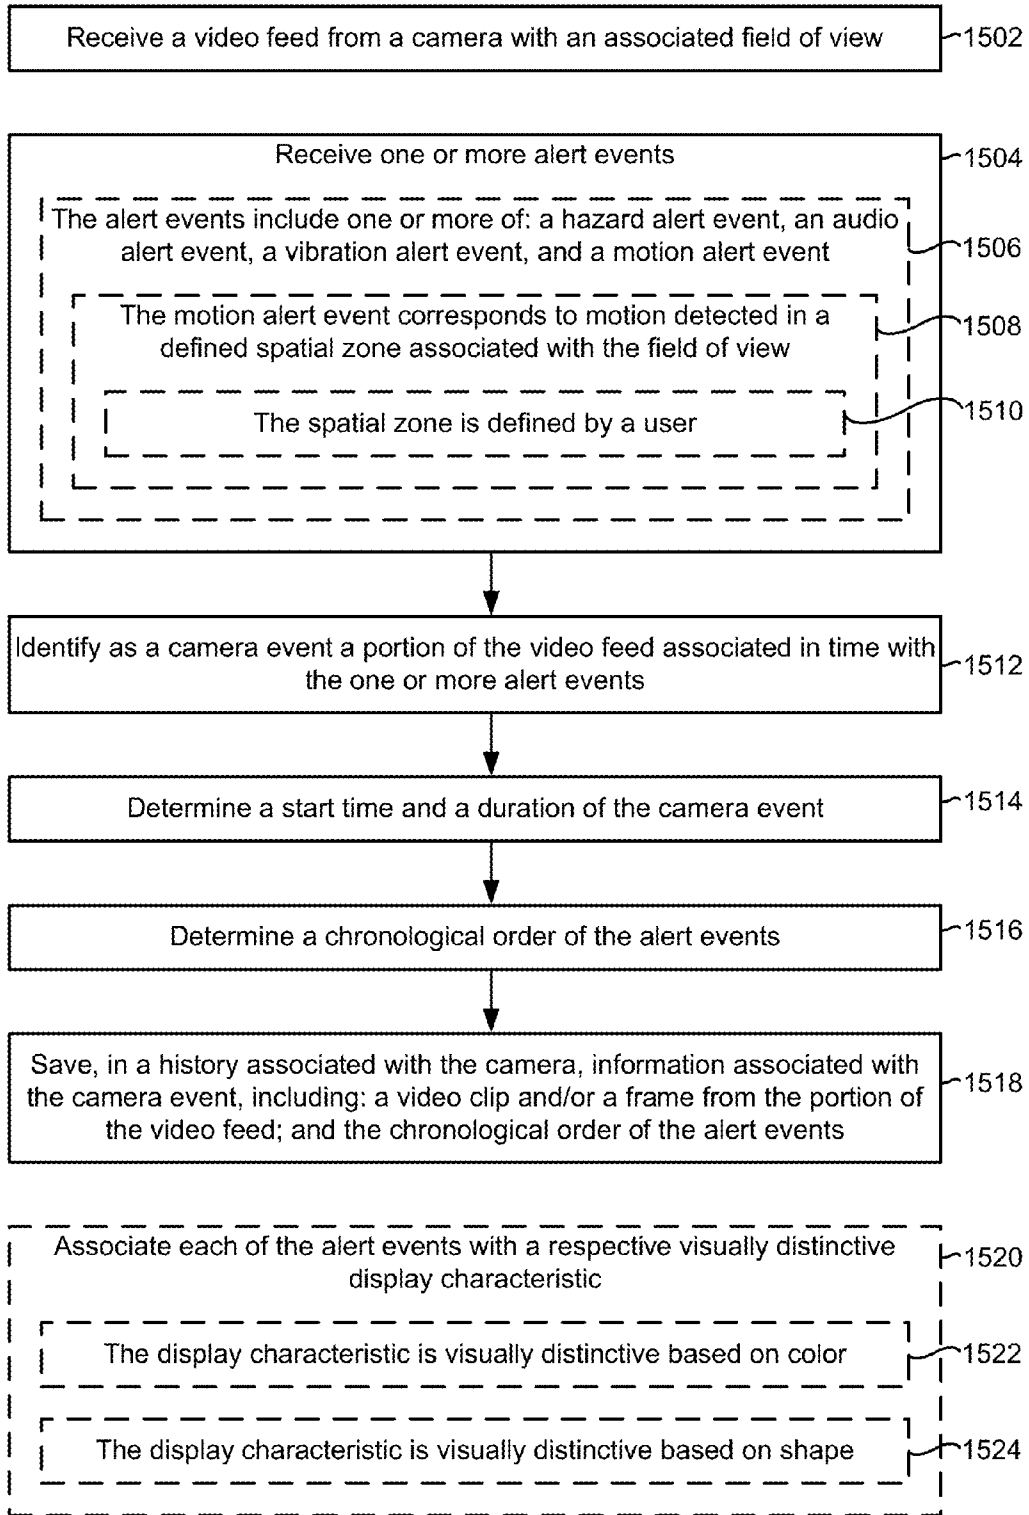 Receive a video feed from a camera with an associated field of view
1502
Receive one or more alert events
1504
The alert events include one or more of: a hazard alert event, an audio
alert event, a vibration alert event, and a motion alert event
1506
The motion alert event corresponds to motion detected in a
defined spatial zone associated with the field of view
1508
The spatial zone is defined by a user
1510
Identify as a camera event a portion of the video feed associated in time with
the one or more alert events
1512
Determine a start time and a duration of the camera event
1514
Determine a chronological order of the alert events
1516
Save, in a history associated with the camera, information associated with
the camera event, including: a video clip and/or a frame from the portion of
the video feed; and the chronological order of the alert events
1518
Associate each of the alert events with a respective visually distinctive
display characteristic
1520
The display characteristic is visually distinctive based on color
1522
The display characteristic is visually distinctive based on shape
1524